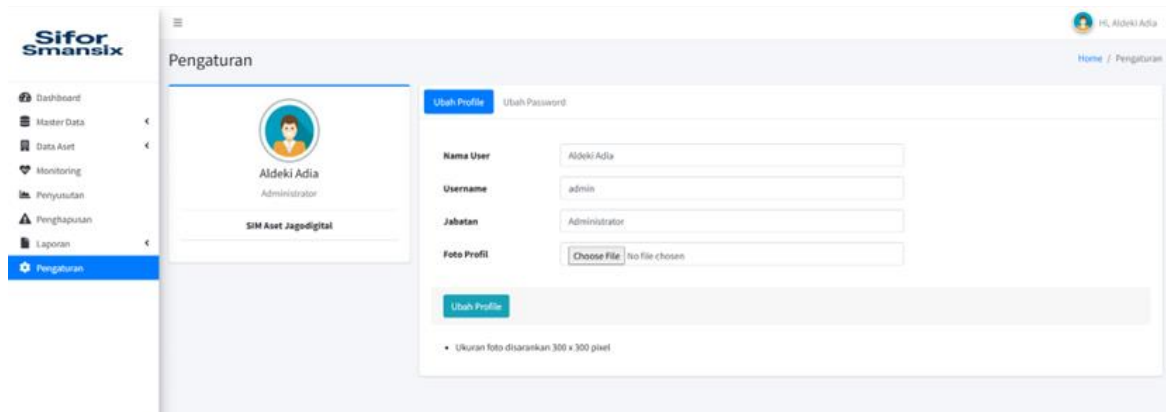 Sifor
Smansix
Hi, Aldeki Adia
Pengaturan
Home / Pengaturan
Dashboard
Master Data
Data Aset
Monitoring
Penyusutan
Penghapusan
Laporan
Pengaturan
Aldeki Adia
Administrator
SIM Aset Jagodigital
Ubah Profile
Ubah Password
Nama User
Aldeki Adia
Username
admin
Jabatan
Administrator
Foto Profil
Choose File No file chosen
Ubah Profile
• Ukuran foto disarankan 300 x 300 pixel